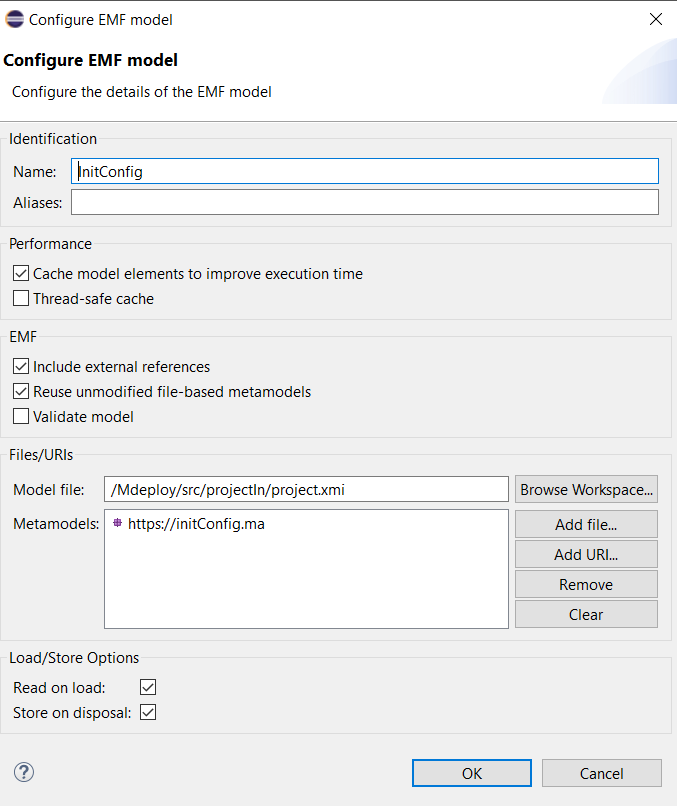 Configure EMF model
Configure EMF model
Configure the details of the EMF model
Identification
Name: InitConfig
Aliases:
Performance
Cache model elements to improve execution time
Thread-safe cache
EMF
Include external references
Reuse unmodified file-based metamodels
Validate model
Files/URIs
Model file: /Mdeploy/src/projectIn/project.xmi Browse Workspace...
Metamodels: https://initConfig.ma Add file...
Add URI...
Remove
Clear
Load/Store Options
Read on load:
Store on disposal:
? OK Cancel